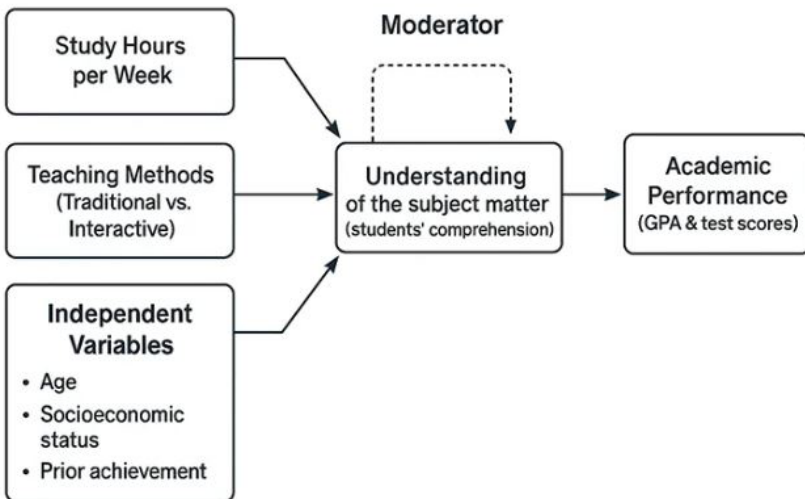 Study Hours
per Week
Moderator
Teaching Methods
(Traditional vs.
Interactive)
Understanding
of the subject matter
(students' comprehension)
Academic
Performance
(GPA & test scores)
Independent
Variables
• Age
• Socioeconomic
status
• Prior achievement